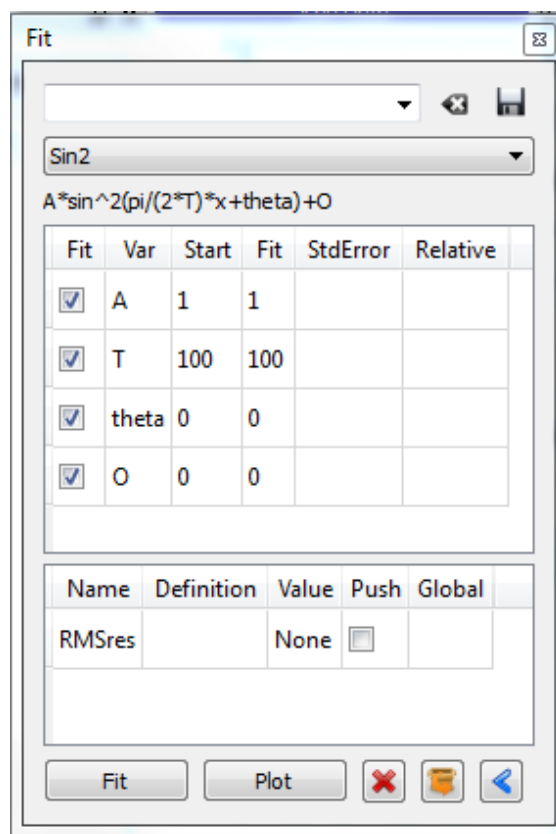 Fit
Sin2
A*sin^2(pi/(2*T)*x+theta)+O
Fit Var Start Fit StdError Relative
A 1 1
T 100 100
theta 0 0
O 0 0
Name Definition Value Push Global
RMSres None
Fit Plot